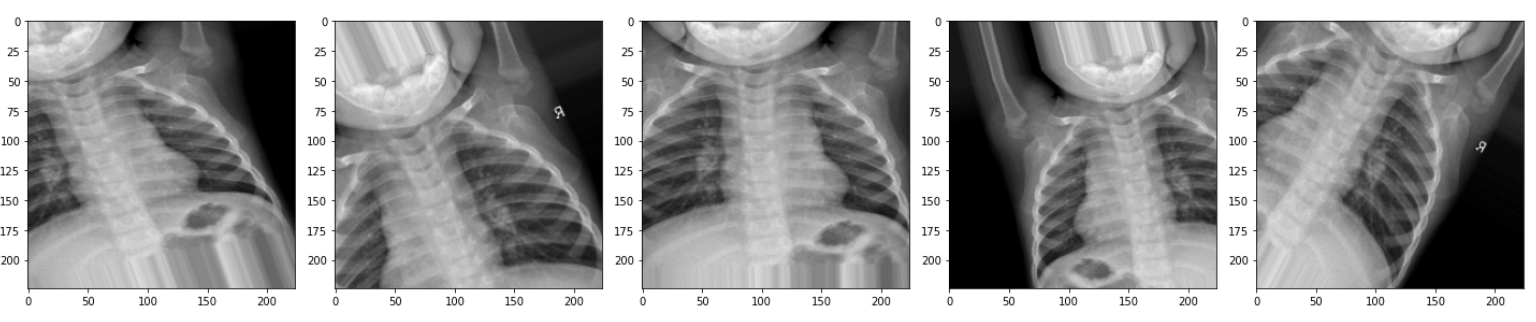 0 0 0 0 0
25 25 25 25 25
50 50 50 50 50
75 75 R 75 75 75
100 100 100 100 100 R
125 125 125 125 125
150 150 150 150 150
175 175 175 175 175
200 200 200 200 200
0 50 100 150 200 0 50 100 150 200 0 50 100 150 200 0 50 100 150 200 0 50 100 150 200